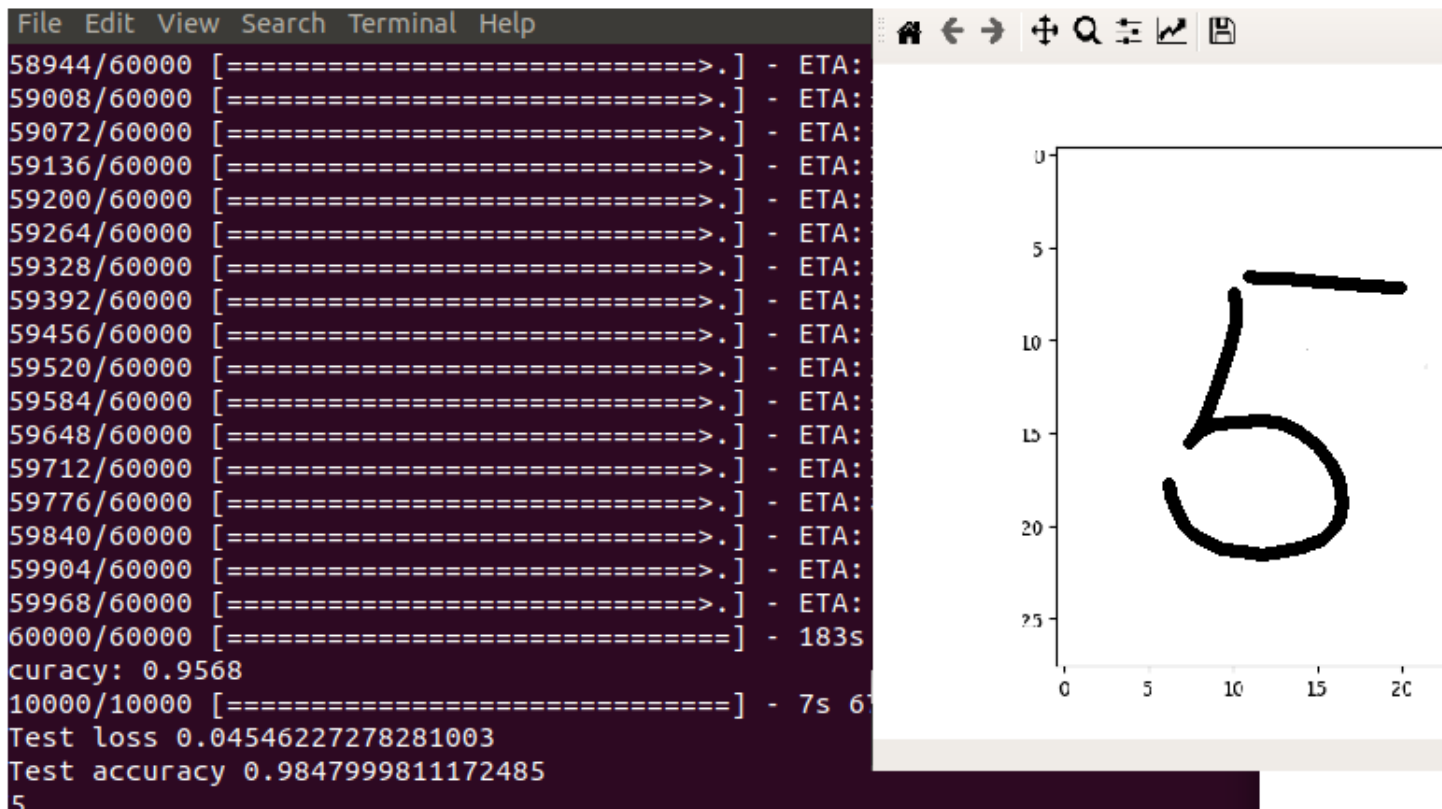 File Edit View Search Terminal Help
58944/60000 [============================>.] - ETA:
59008/60000 [============================>.] - ETA:
59072/60000 [============================>.] - ETA:
59136/60000 [============================>.] - ETA:
59200/60000 [============================>.] - ETA:
59264/60000 [============================>.] - ETA:
59328/60000 [============================>.] - ETA:
59392/60000 [============================>.] - ETA:
59456/60000 [============================>.] - ETA:
59520/60000 [============================>.] - ETA:
59584/60000 [============================>.] - ETA:
59648/60000 [============================>.] - ETA:
59712/60000 [============================>.] - ETA:
59776/60000 [============================>.] - ETA:
59840/60000 [============================>.] - ETA:
59904/60000 [============================>.] - ETA:
59968/60000 [============================>.] - ETA:
60000/60000 [==============================] - 183s
curacy: 0.9568
10000/10000 [==============================] - 7s 6
Test loss 0.04546227278281003
Test accuracy 0.9847999811172485
5
0
5
10
15
20
25
5
0 5 10 15 20